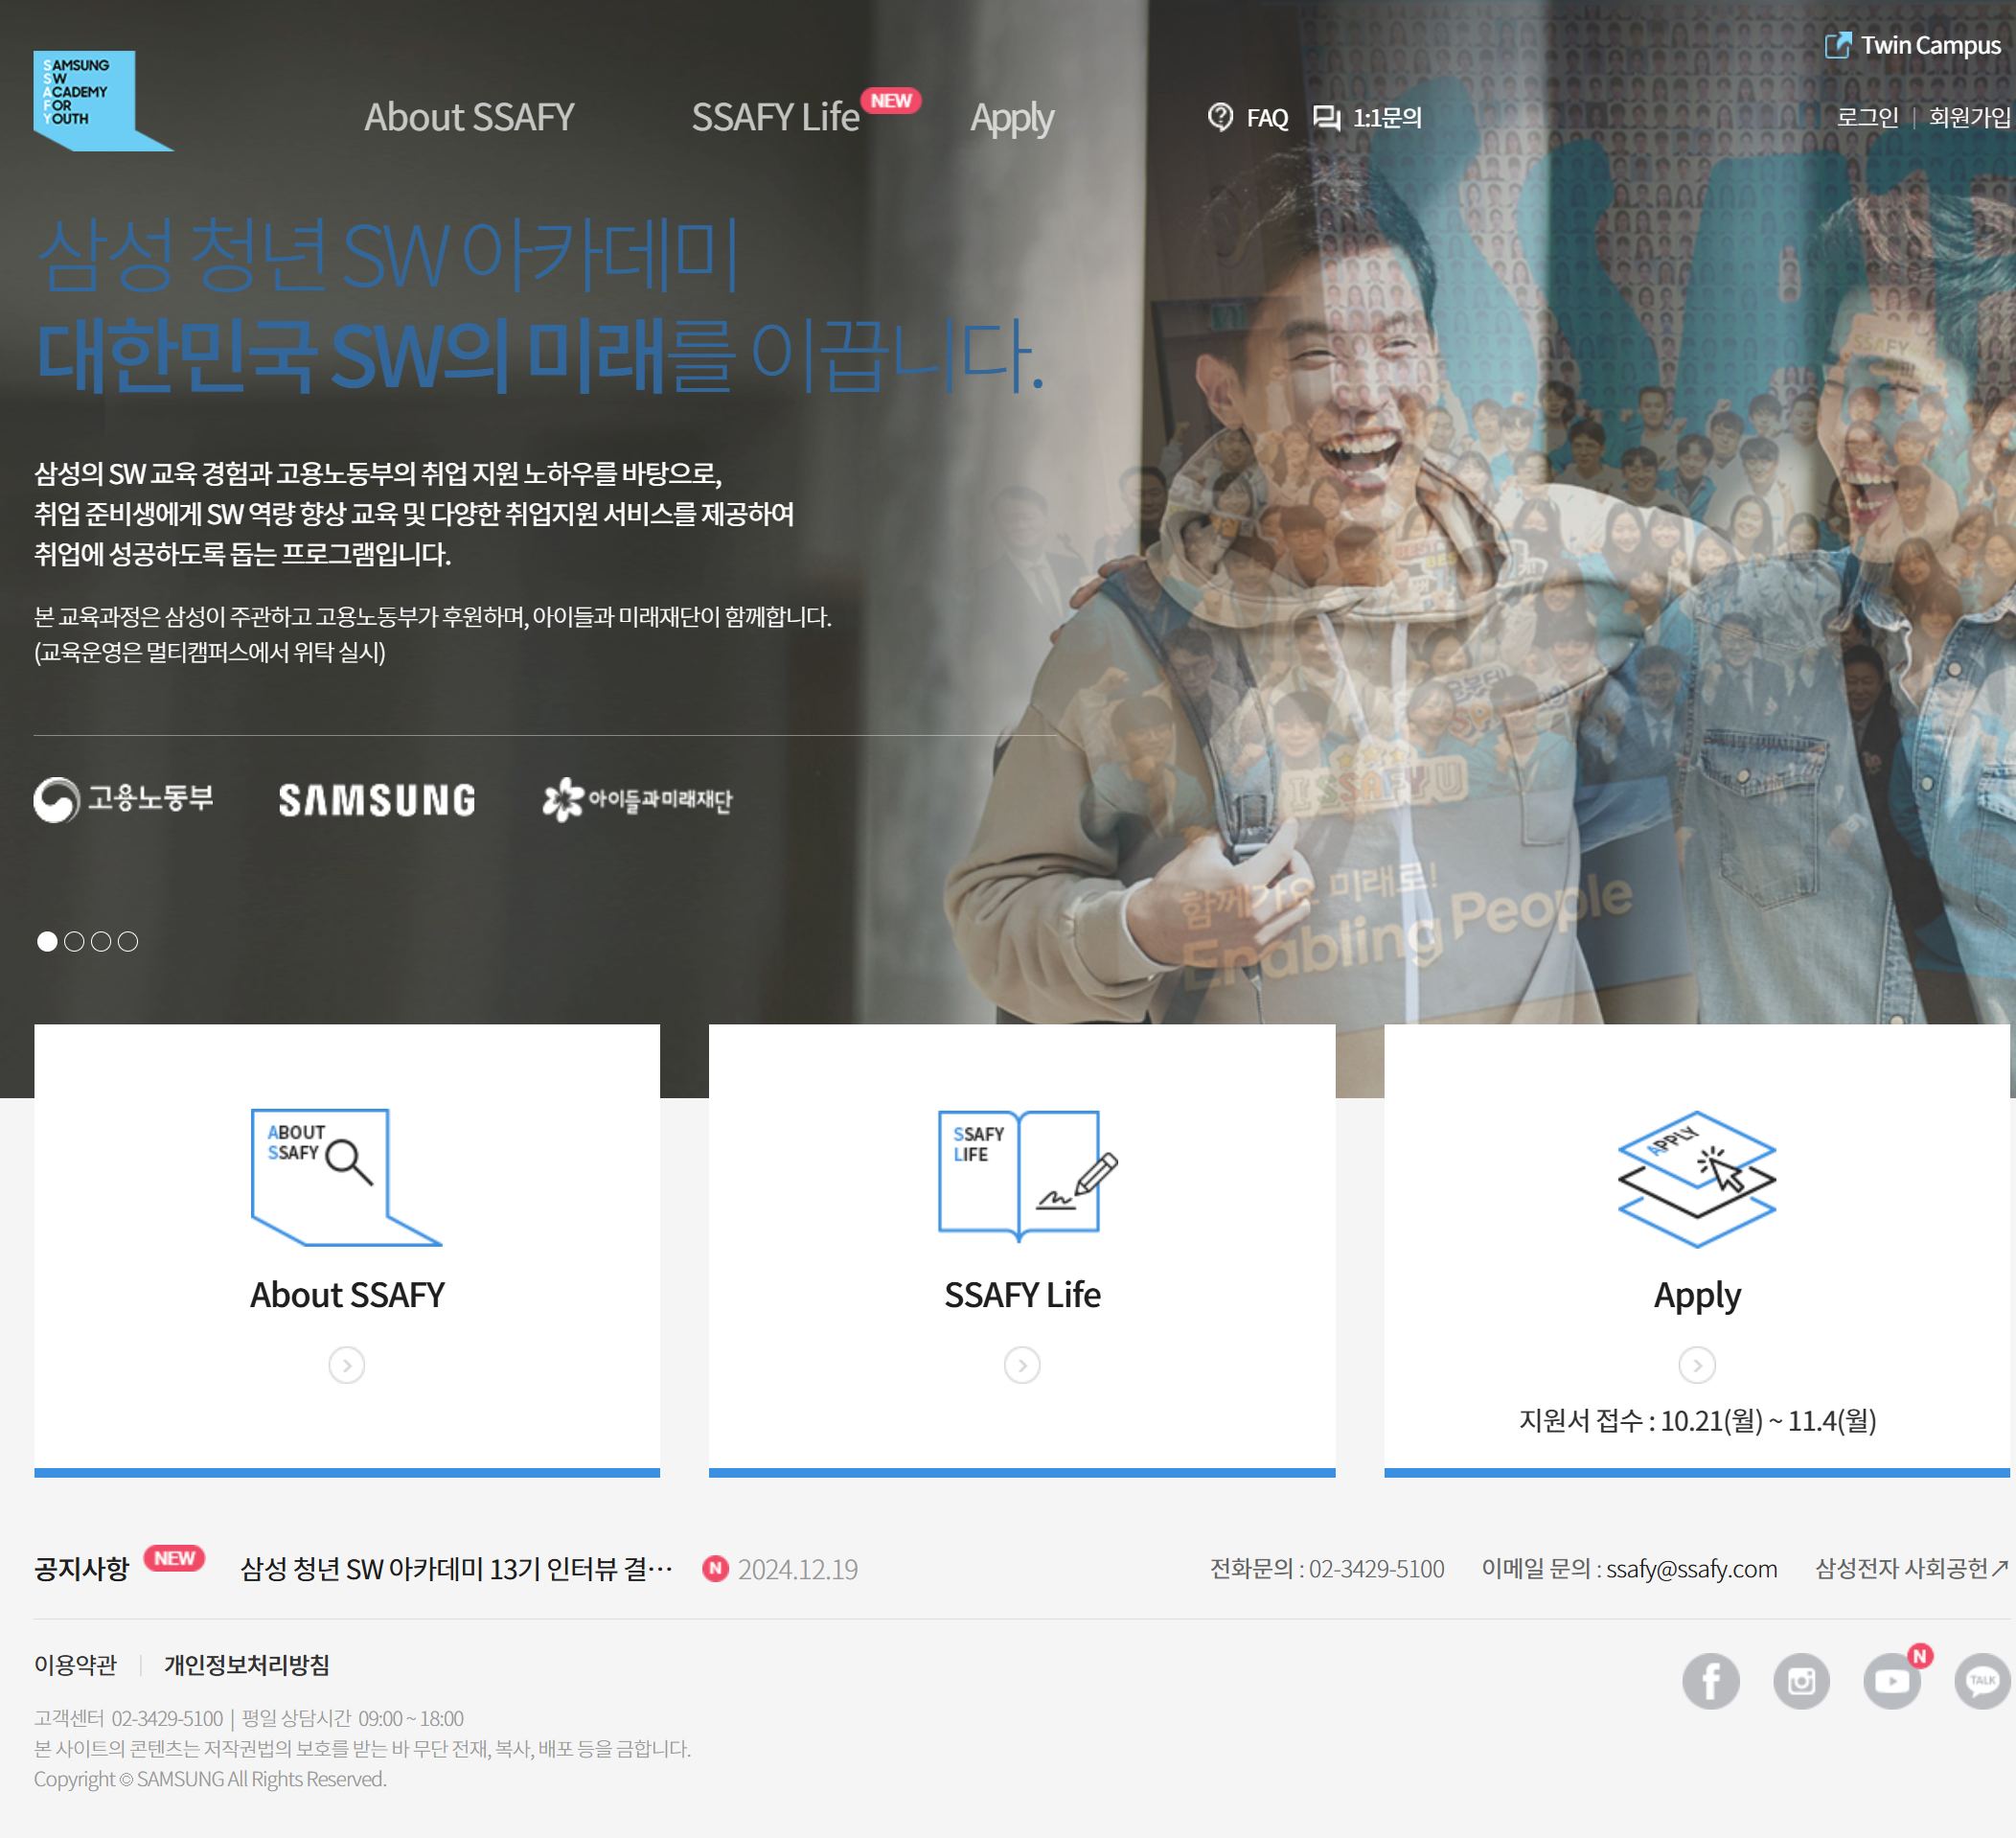 Twin Campus
SAMSUNG
SW
ACADEMY
FOR
YOUTH
About SSAFY
SSAFY Life
NEW
Apply
FAQ
1:1문의
로그인 | 회원가입
삼성 청년 SW 아카데미
대한민국 SW의 미래를 이끕니다.
삼성의 SW 교육 경험과 고용노동부의 취업 지원 노하우를 바탕으로,
취업 준비생에게 SW 역량 향상 교육 및 다양한 취업지원 서비스를 제공하여
취업에 성공하도록 돕는 프로그램입니다.
본 교육과정은 삼성이 주관하고 고용노동부가 후원하며, 아이들과 미래재단이 함께합니다.
(교육운영은 멀티캠퍼스에서 위탁 실시)
고용노동부
SAMSUNG
아이들과미래재단
SSAFY
I SSAFY U
함께가요 미래로!
Enabling People
ABOUT
SSAFY
About SSAFY
SSAFY
LIFE
SSAFY Life
APPLY
Apply
지원서 접수 : 10.21(월) ~ 11.4(월)
공지사항
NEW
삼성 청년 SW 아카데미 13기 인터뷰 결…
N
2024.12.19
전화문의 : 02-3429-5100
이메일 문의 : ssafy@ssafy.com
삼성전자 사회공헌↗
이용약관 | 개인정보처리방침
N
TALK
고객센터 02-3429-5100 | 평일 상담시간 09:00 ~ 18:00
본 사이트의 콘텐츠는 저작권법의 보호를 받는 바 무단 전재, 복사, 배포 등을 금합니다.
Copyright © SAMSUNG All Rights Reserved.